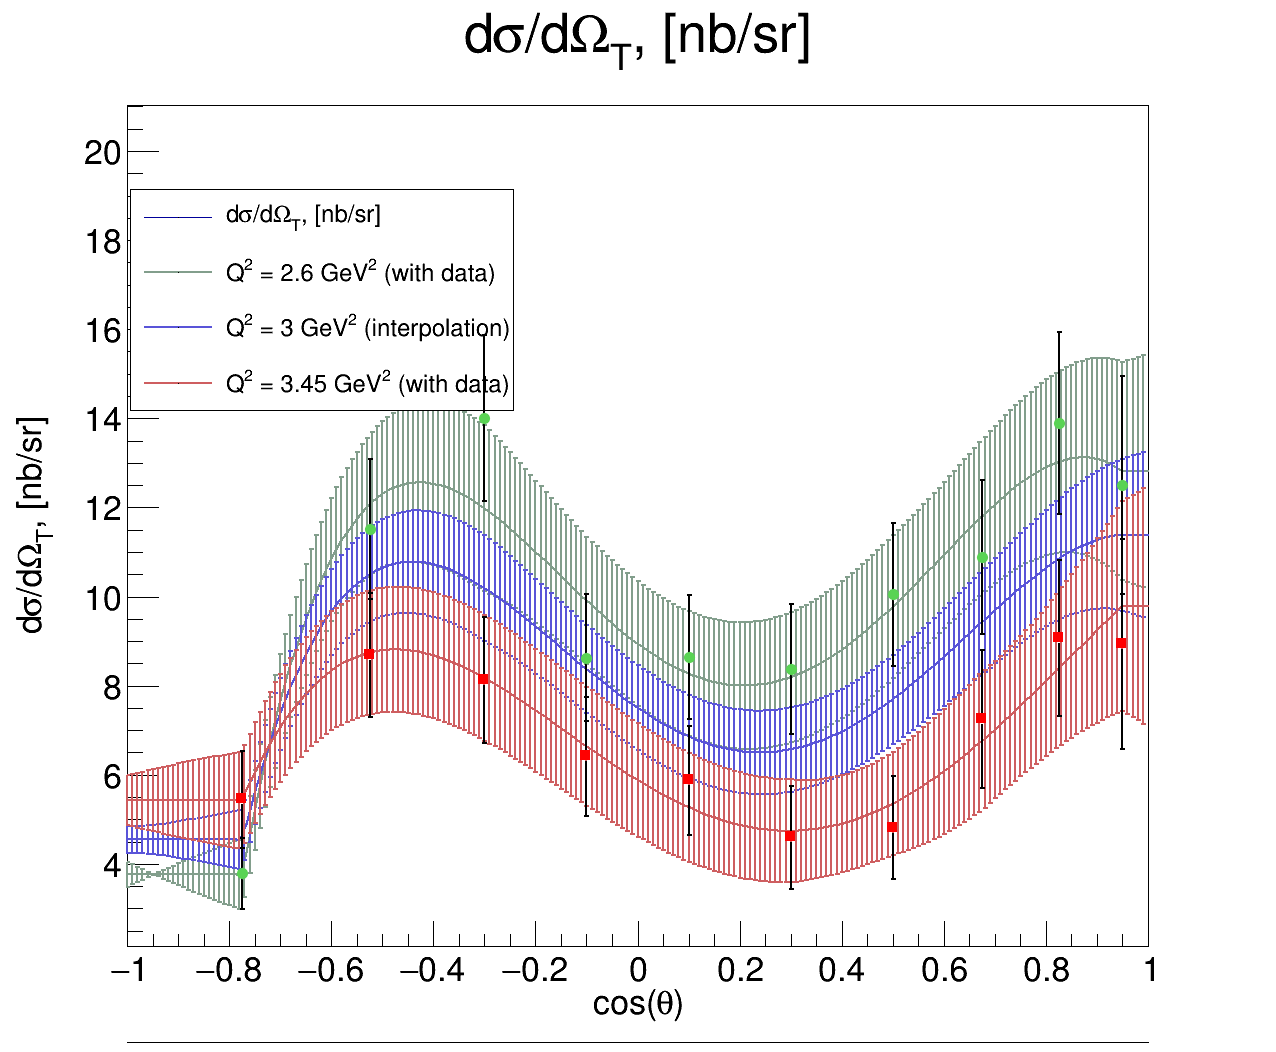 dσ/dΩ_T, [nb/sr]
20
18
16
14
12
10
8
6
4
dσ/dΩ_T, [nb/sr]
Q² = 2.6 GeV² (with data)
Q² = 3 GeV² (interpolation)
Q² = 3.45 GeV² (with data)
dσ/dΩ_T, [nb/sr]
−1 −0.8 −0.6 −0.4 −0.2 0 0.2 0.4 0.6 0.8 1
cos(θ)